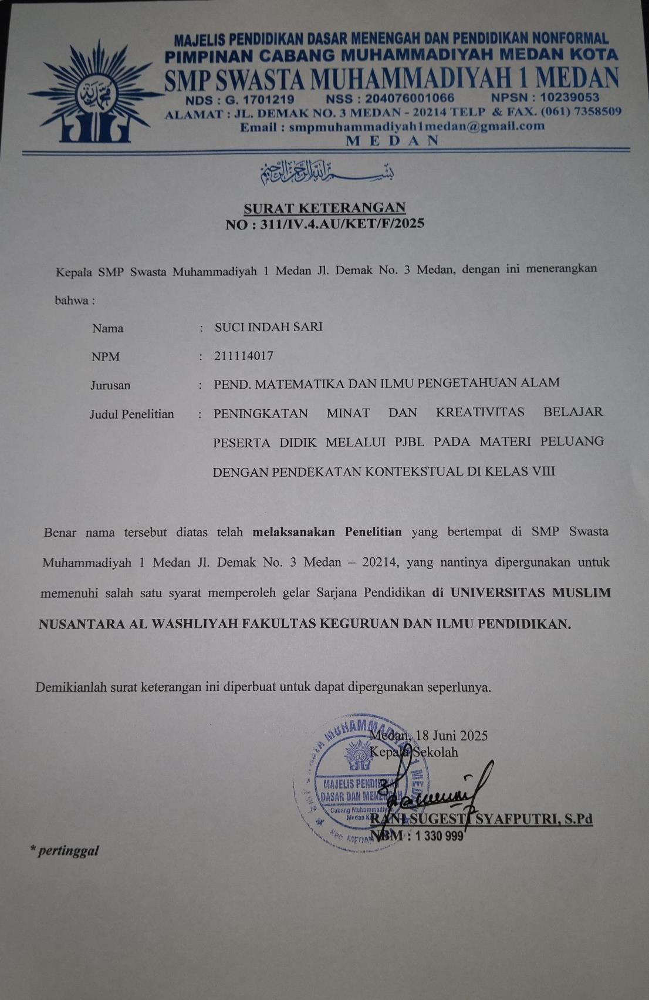 MAJELIS PENDIDIKAN DASAR MENENGAH DAN PENDIDIKAN NONFORMAL
PIMPINAN CABANG MUHAMMADIYAH MEDAN KOTA
SMP SWASTA MUHAMMADIYAH 1 MEDAN
NDS : G. 1701219 NSS : 204076001066 NPSN : 10239053
ALAMAT : JL. DEMAK NO. 3 MEDAN - 20214 TELP & FAX. (061) 7358509
Email : smpmuhammadiyah1medan@gmail.com
M E D A N
بسم الله الرحمن الرحيم
SURAT KETERANGAN
NO : 311/IV.4.AU/KET/F/2025
Kepala SMP Swasta Muhammadiyah 1 Medan Jl. Demak No. 3 Medan, dengan ini menerangkan
bahwa :
Nama : SUCI INDAH SARI
NPM : 211114017
Jurusan : PEND. MATEMATIKA DAN ILMU PENGETAHUAN ALAM
Judul Penelitian : PENINGKATAN MINAT DAN KREATIVITAS BELAJAR
PESERTA DIDIK MELALUI PJBL PADA MATERI PELUANG
DENGAN PENDEKATAN KONTEKSTUAL DI KELAS VIII
Benar nama tersebut diatas telah melaksanakan Penelitian yang bertempat di SMP Swasta
Muhammadiyah 1 Medan Jl. Demak No. 3 Medan – 20214, yang nantinya dipergunakan untuk
memenuhi salah satu syarat memperoleh gelar Sarjana Pendidikan di UNIVERSITAS MUSLIM
NUSANTARA AL WASHLIYAH FAKULTAS KEGURUAN DAN ILMU PENDIDIKAN.
Demikianlah surat keterangan ini diperbuat untuk dapat dipergunakan seperlunya.
Medan, 18 Juni 2025
Kepala Sekolah
MUHAMMADIYAH 1 MEDAN
MAJELIS PENDIDIKAN
DASAR DAN MENENGAH
Cabang Muhammadiyah
Medan Kota
Kec. MEDAN
RANI SUGESTI SYAFPUTRI, S.Pd
NBM : 1 330 999
* pertinggal